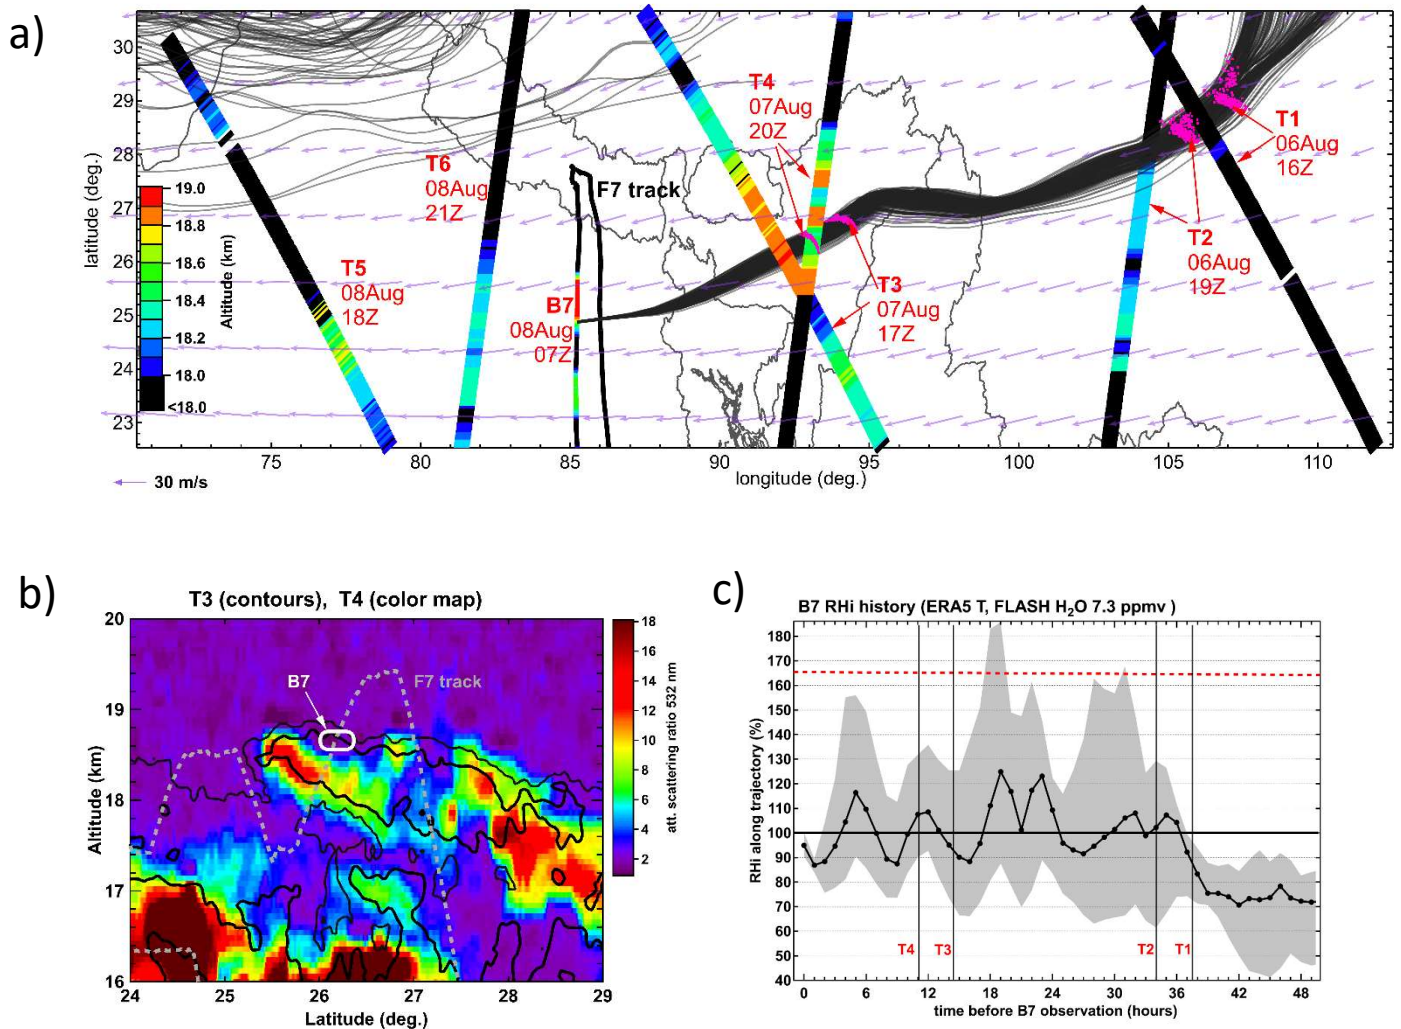 a)
30
29
28
27
26
25
24
23
latitude (deg.)
19.0
18.8
18.6
18.4
18.2
18.0
<18.0
Altitude (km)
T6
08Aug
21Z
F7 track
T4
07Aug
20Z
T1
06Aug
16Z
T5
08Aug
18Z
B7
08Aug
07Z
T3
07Aug
17Z
T2
06Aug
19Z
75
80
85
90
95
100
105
110
longitude (deg.)
30 m/s
b)
T3 (contours), T4 (color map)
20
19
18
17
16
Altitude (km)
B7
F7 track
24
25
26
27
28
29
Latitude (deg.)
18
16
14
12
10
8
6
4
2
att. scattering ratio 532 nm
c)
B7 RHi history (ERA5 T, FLASH H2O 7.3 ppmv )
180
170
160
150
140
130
120
110
100
90
80
70
60
50
40
RHi along trajectory (%)
T4
T3
T2
T1
0
6
12
18
24
30
36
42
48
time before B7 observation (hours)